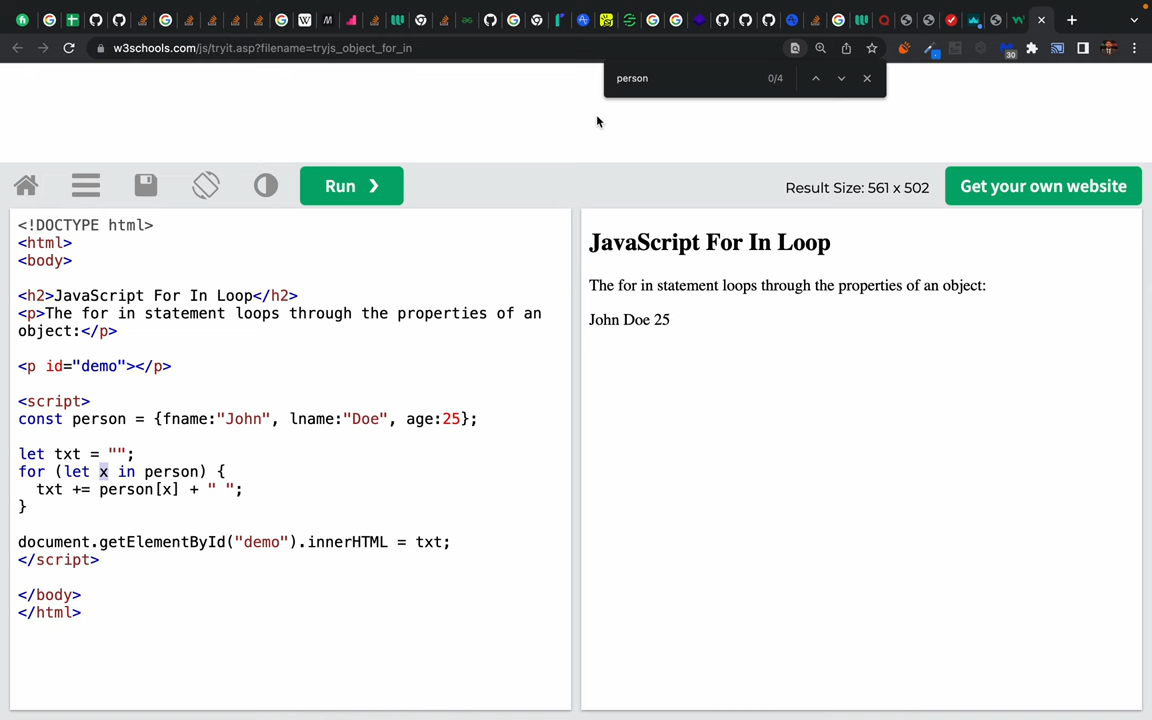 w3schools.com/js/tryit.asp?filename=tryjs_object_for_in
30
person 0/4
Run ❯
Result Size: 561 x 502
Get your own website
<!DOCTYPE html>
<html>
<body>
<h2>JavaScript For In Loop</h2>
<p>The for in statement loops through the properties of an
object:</p>
<p id="demo"></p>
<script>
const person = {fname:"John", lname:"Doe", age:25};
let txt = "";
for (let x in person) {
  txt += person[x] + " ";
}
document.getElementById("demo").innerHTML = txt;
</script>
</body>
</html>
JavaScript For In Loop
The for in statement loops through the properties of an object:
John Doe 25